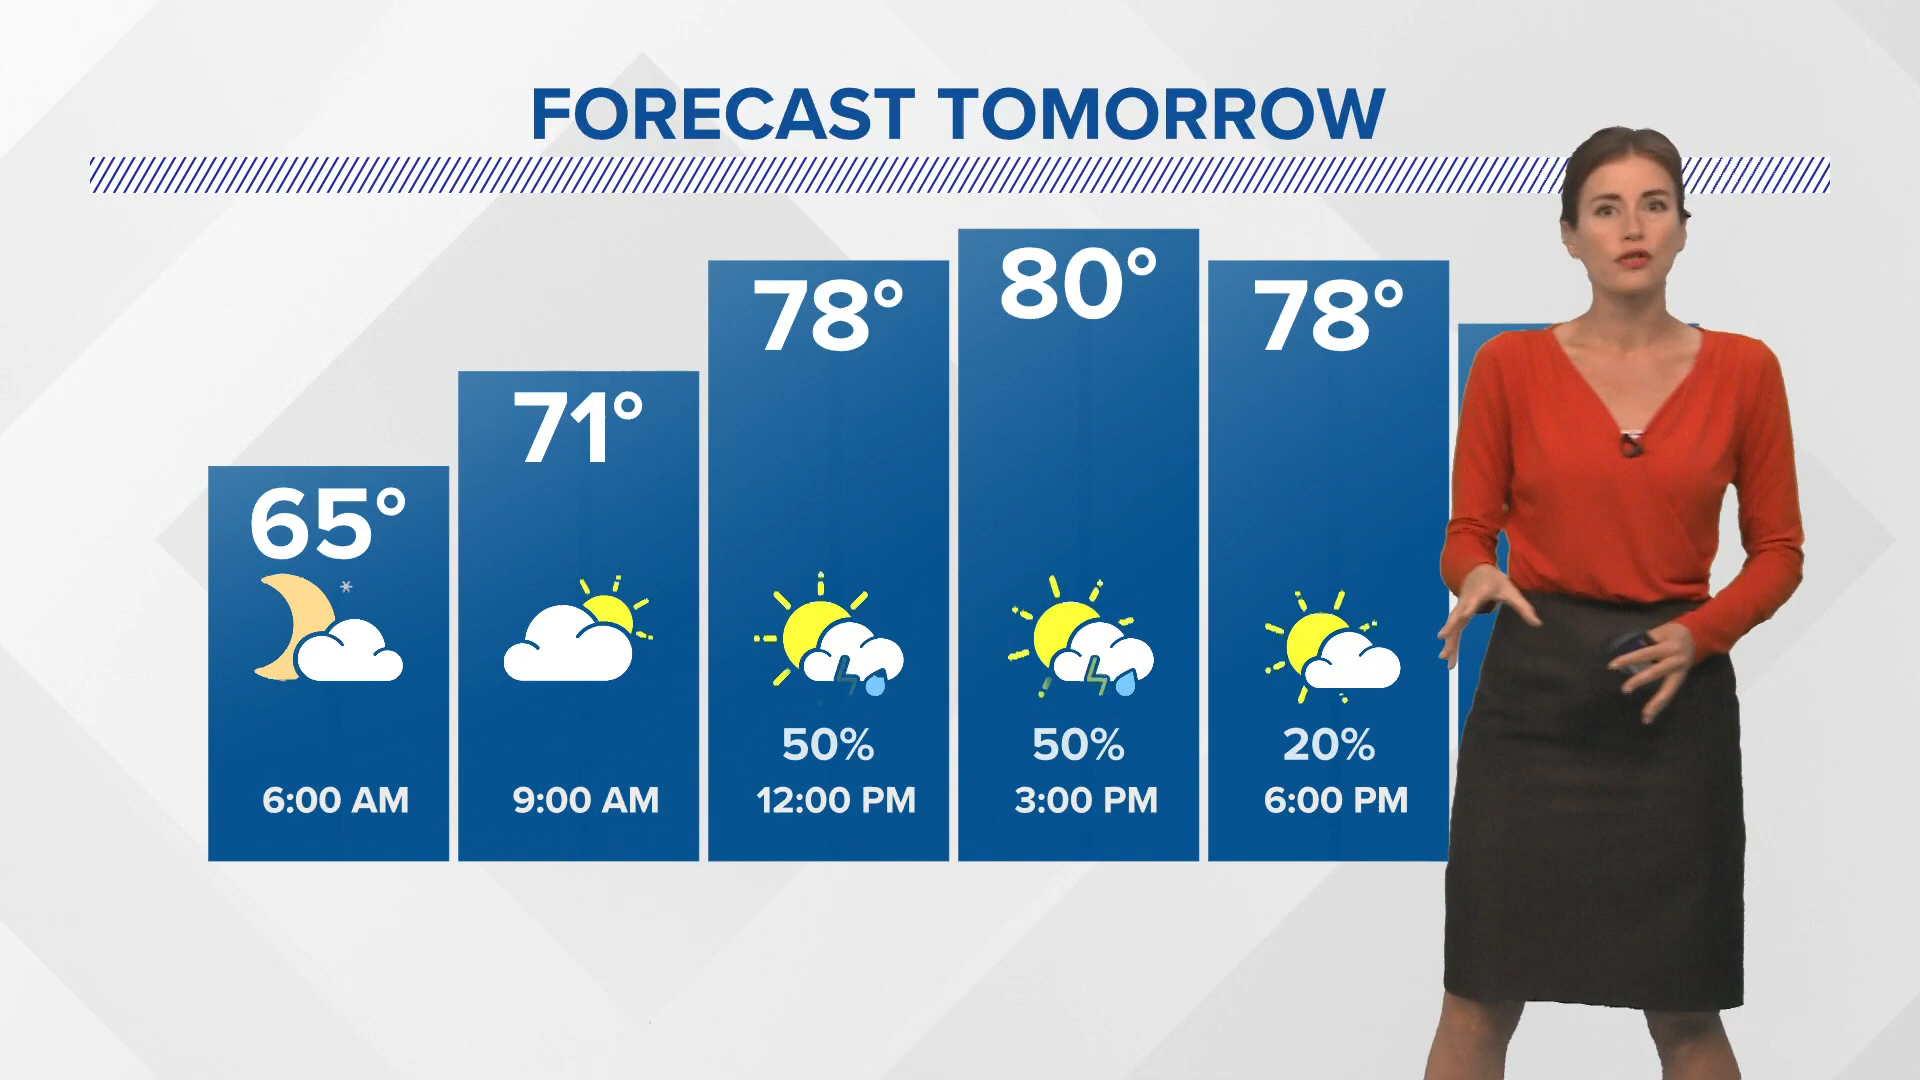 FORECAST TOMORROW
65°
6:00 AM
71°
9:00 AM
78°
50%
12:00 PM
80°
50%
3:00 PM
78°
20%
6:00 PM